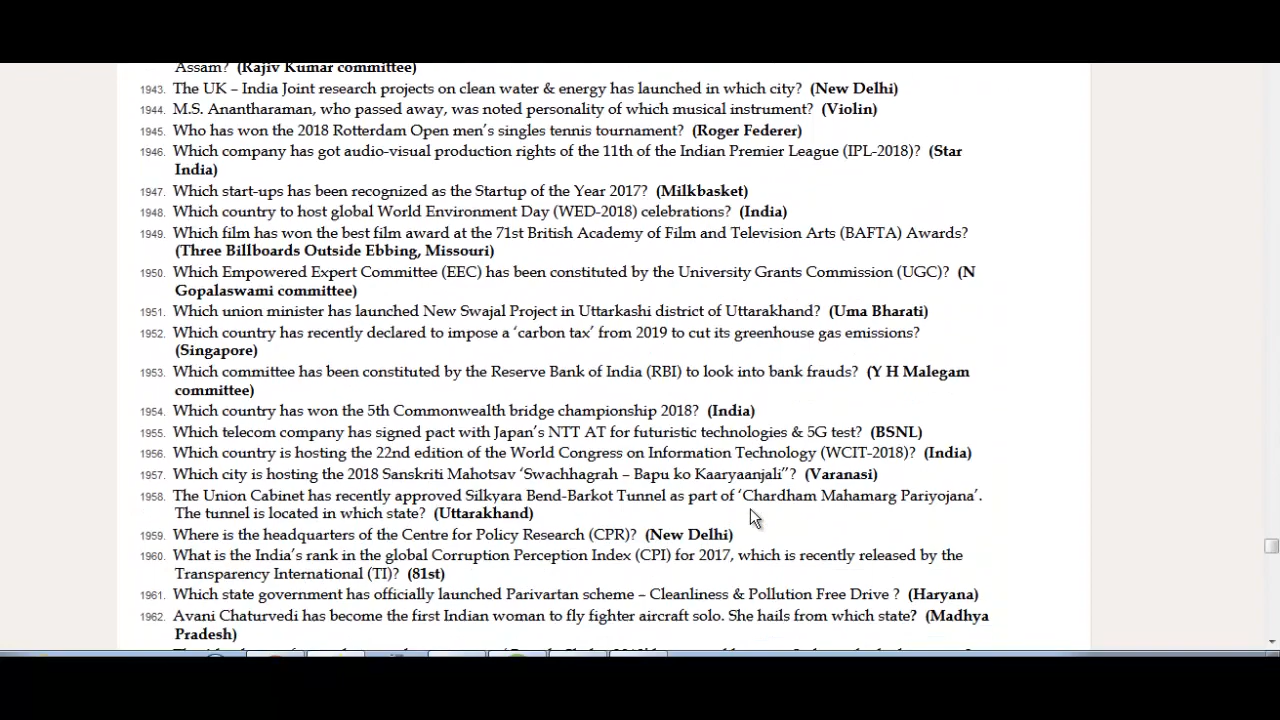 Assam? (Rajiv Kumar committee)
1943. The UK – India Joint research projects on clean water & energy has launched in which city? (New Delhi)
1944. M.S. Anantharaman, who passed away, was noted personality of which musical instrument? (Violin)
1945. Who has won the 2018 Rotterdam Open men's singles tennis tournament? (Roger Federer)
1946. Which company has got audio-visual production rights of the 11th of the Indian Premier League (IPL-2018)? (Star
India)
1947. Which start-ups has been recognized as the Startup of the Year 2017? (Milkbasket)
1948. Which country to host global World Environment Day (WED-2018) celebrations? (India)
1949. Which film has won the best film award at the 71st British Academy of Film and Television Arts (BAFTA) Awards?
(Three Billboards Outside Ebbing, Missouri)
1950. Which Empowered Expert Committee (EEC) has been constituted by the University Grants Commission (UGC)? (N
Gopalaswami committee)
1951. Which union minister has launched New Swajal Project in Uttarkashi district of Uttarakhand? (Uma Bharati)
1952. Which country has recently declared to impose a 'carbon tax' from 2019 to cut its greenhouse gas emissions?
(Singapore)
1953. Which committee has been constituted by the Reserve Bank of India (RBI) to look into bank frauds? (Y H Malegam
committee)
1954. Which country has won the 5th Commonwealth bridge championship 2018? (India)
1955. Which telecom company has signed pact with Japan's NTT AT for futuristic technologies & 5G test? (BSNL)
1956. Which country is hosting the 22nd edition of the World Congress on Information Technology (WCIT-2018)? (India)
1957. Which city is hosting the 2018 Sanskriti Mahotsav 'Swachhagrah – Bapu ko Kaaryaanjali"? (Varanasi)
1958. The Union Cabinet has recently approved Silkyara Bend-Barkot Tunnel as part of 'Chardham Mahamarg Pariyojana'.
The tunnel is located in which state? (Uttarakhand)
1959. Where is the headquarters of the Centre for Policy Research (CPR)? (New Delhi)
1960. What is the India's rank in the global Corruption Perception Index (CPI) for 2017, which is recently released by the
Transparency International (TI)? (81st)
1961. Which state government has officially launched Parivartan scheme – Cleanliness & Pollution Free Drive ? (Haryana)
1962. Avani Chaturvedi has become the first Indian woman to fly fighter aircraft solo. She hails from which state? (Madhya
Pradesh)